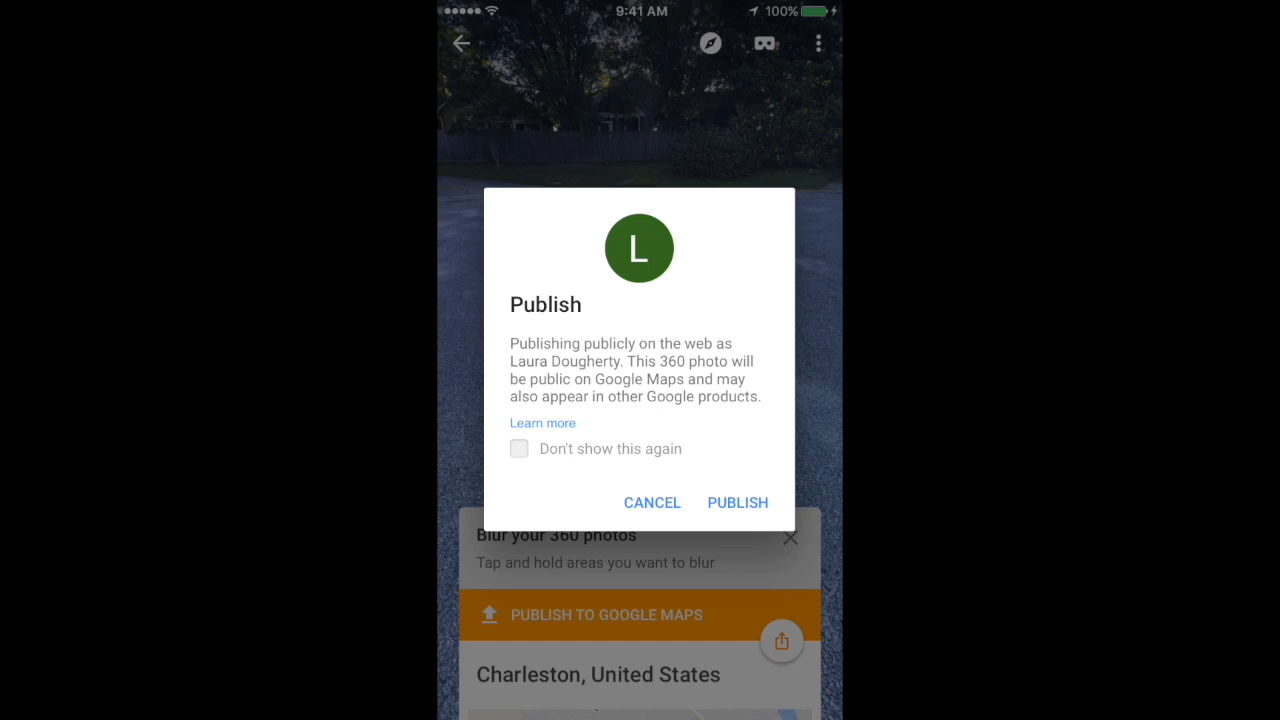 9:41 AM
100%
L
Publish
Publishing publicly on the web as
Laura Dougherty. This 360 photo will
be public on Google Maps and may
also appear in other Google products.
Learn more
Don't show this again
CANCEL PUBLISH
Blur your 360 photos
Tap and hold areas you want to blur
PUBLISH TO GOOGLE MAPS
Charleston, United States